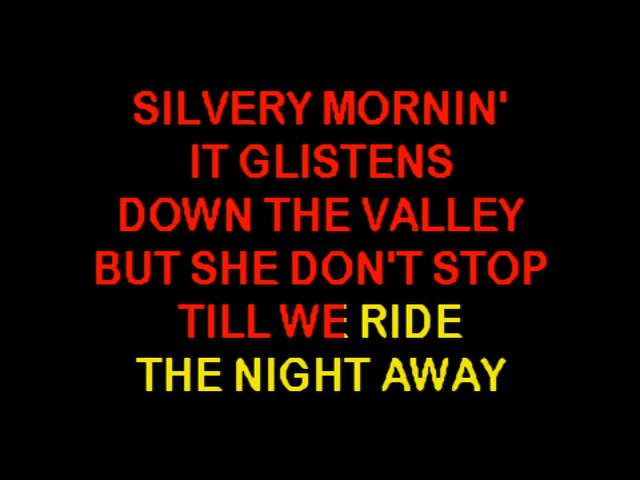 SILVERY MORNIN'
IT GLISTENS
DOWN THE VALLEY
BUT SHE DON'T STOP
TILL WE RIDE
THE NIGHT AWAY